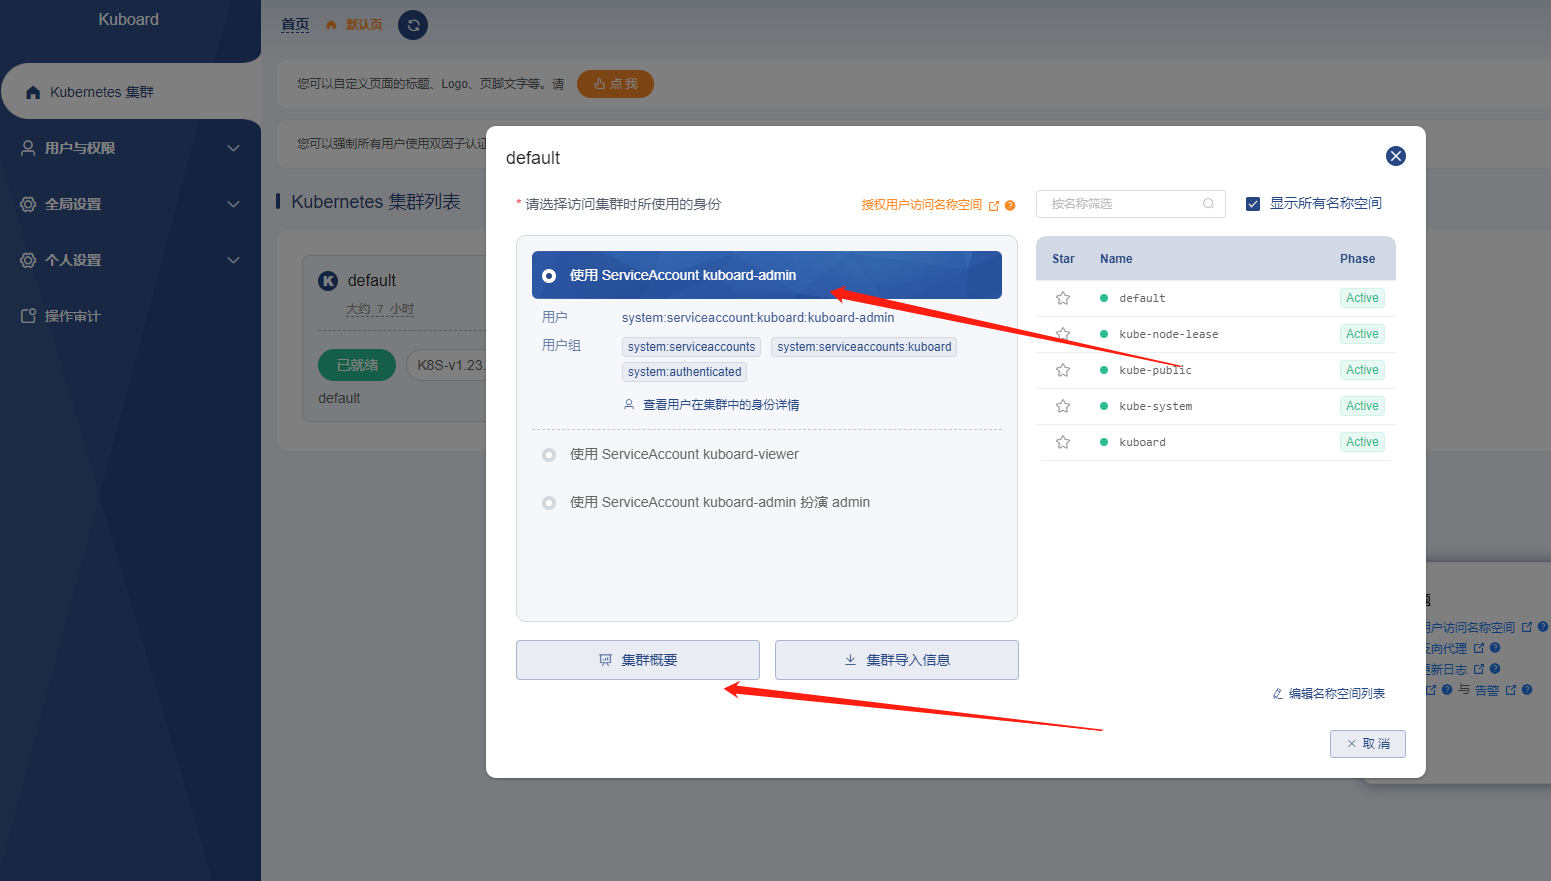 Kuboard
首页 默认页
Kubernetes 集群
用户与权限
全局设置
个人设置
操作审计
您可以自定义页面的标题、Logo、页脚文字等。请 点 我
您可以强制所有用户使用双因子认证
Kubernetes 集群列表
K default
大约 7 小时
已就绪 K8S-v1.23.
default
default
* 请选择访问集群时所使用的身份
授权用户访问名称空间
使用 ServiceAccount kuboard-admin
用户 system:serviceaccount:kuboard:kuboard-admin
用户组 system:serviceaccounts system:serviceaccounts:kuboard
system:authenticated
查看用户在集群中的身份详情
使用 ServiceAccount kuboard-viewer
使用 ServiceAccount kuboard-admin 扮演 admin
集群概要 集群导入信息
按名称筛选 显示所有名称空间
Star Name Phase
default Active
kube-node-lease Active
kube-public Active
kube-system Active
kuboard Active
编辑名称空间列表
取 消
户访问名称空间
向代理
新日志
与 告警